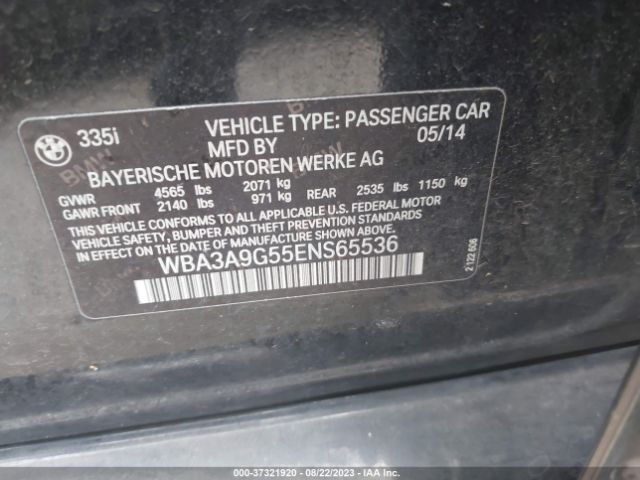 335i
VEHICLE TYPE: PASSENGER CAR
MFD BY 05/14
BAYERISCHE MOTOREN WERKE AG
GVWR 4565 lbs 2071 kg
GAWR FRONT 2140 lbs 971 kg REAR 2535 lbs 1150 kg
THIS VEHICLE CONFORMS TO ALL APPLICABLE U.S. FEDERAL MOTOR
VEHICLE SAFETY, BUMPER AND THEFT PREVENTION STANDARDS IN
EFFECT ON THE DATE OF MANUFACTURE SHOWN ABOVE.
WBA3A9G55ENS65536
2 122 606
000-37321920 - 08/22/2023 - IAA Inc.